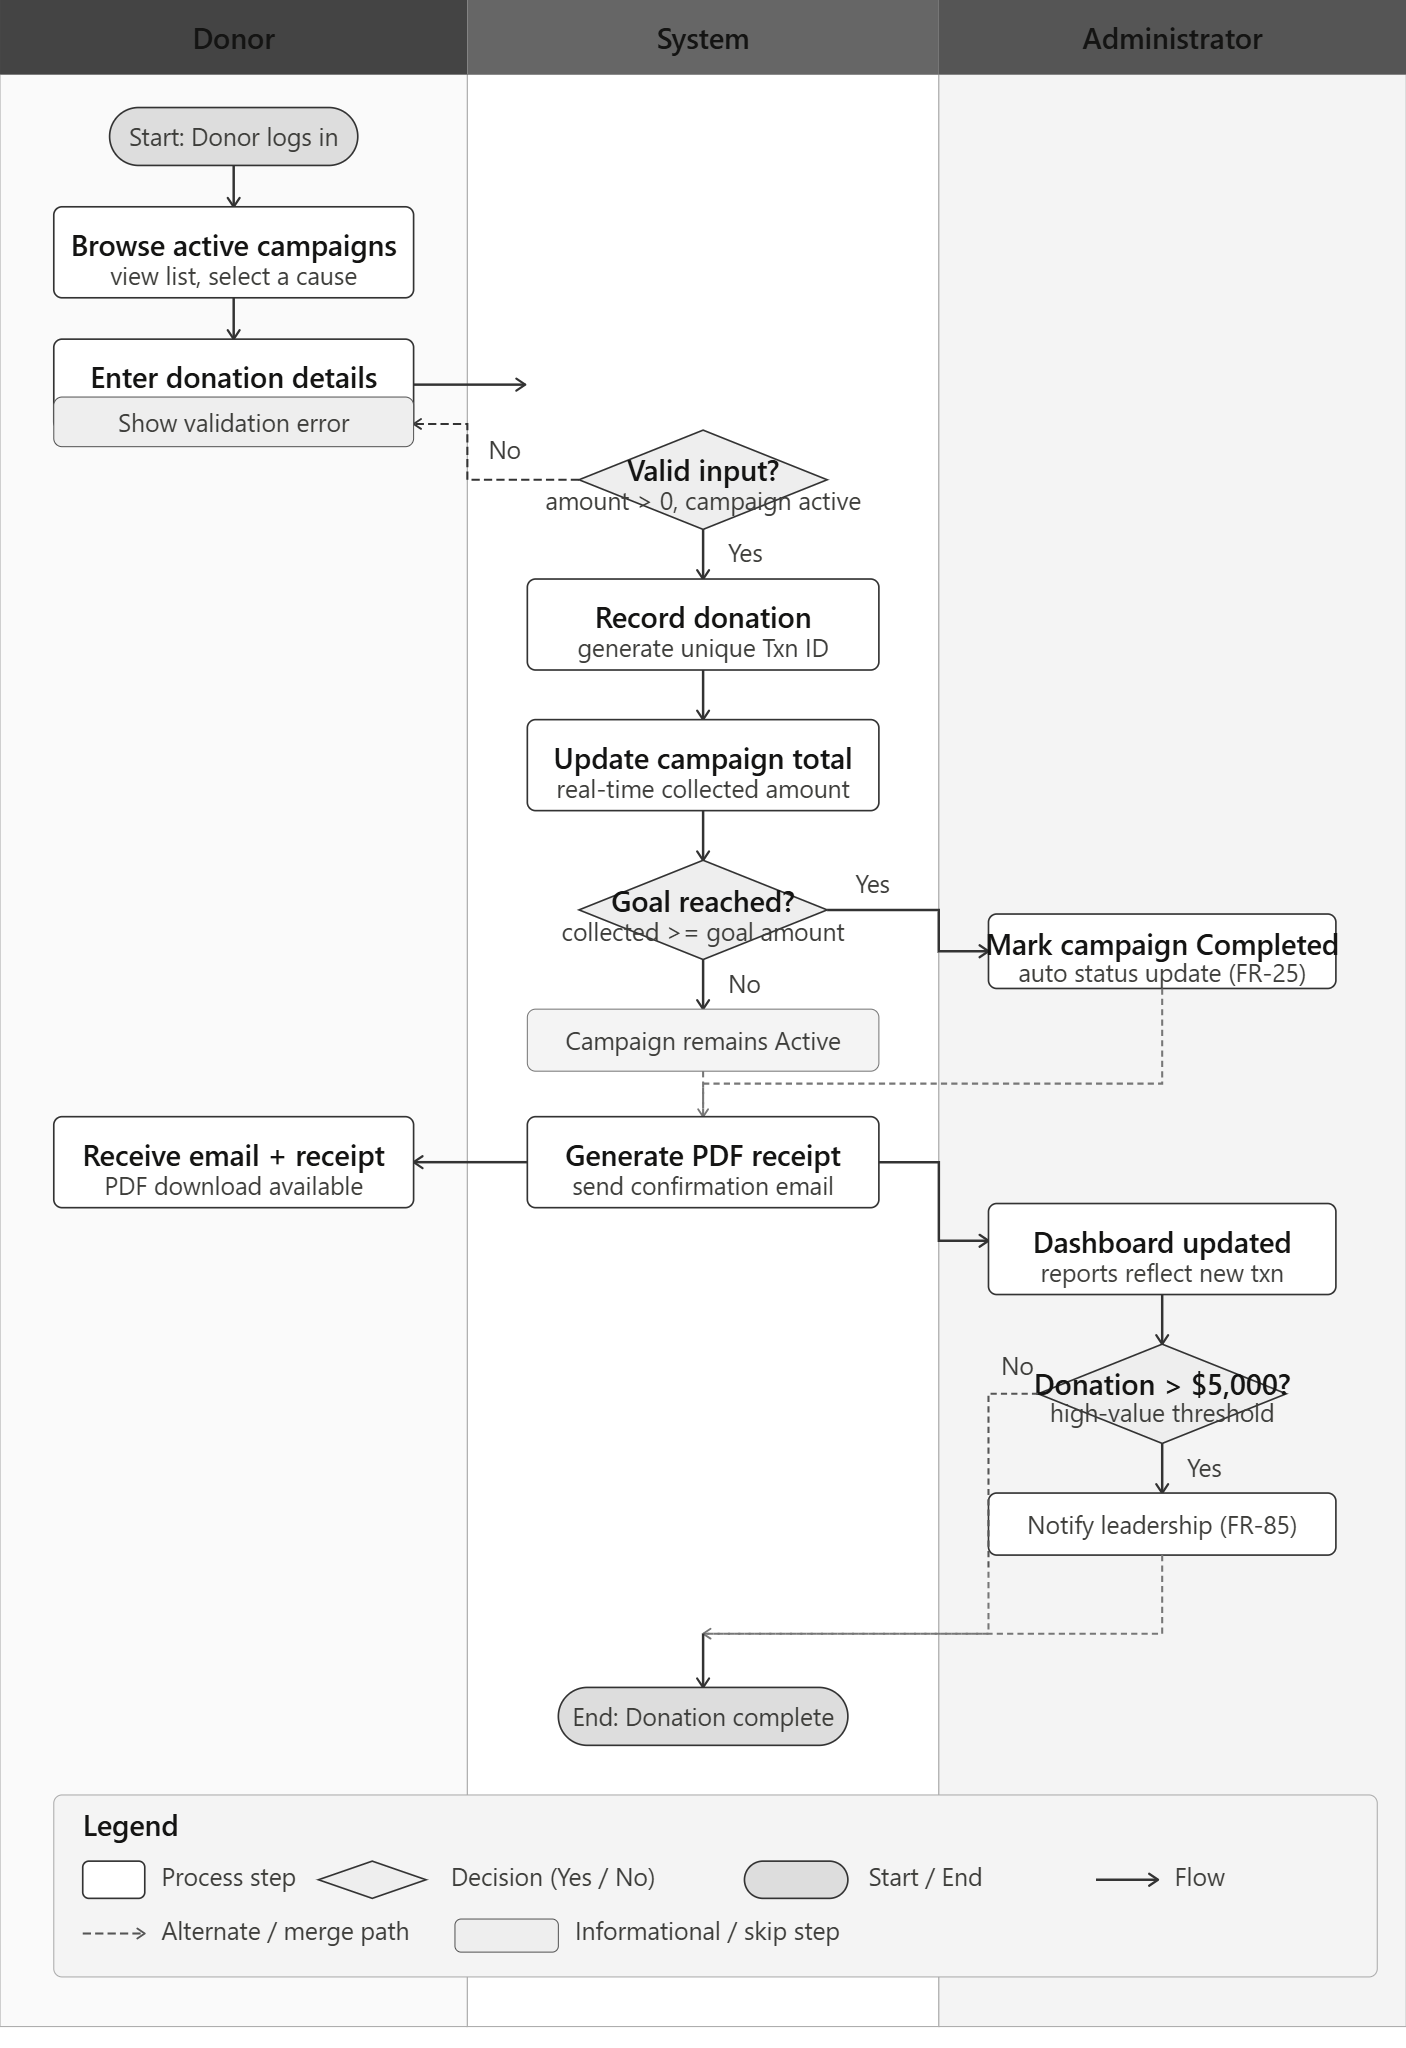 Donor
System
Administrator
Start: Donor logs in
Browse active campaigns
view list, select a cause
Enter donation details
Show validation error
No
Valid input?
amount > 0, campaign active
Yes
Record donation
generate unique Txn ID
Update campaign total
real-time collected amount
Goal reached?
collected >= goal amount
Yes
Mark campaign Completed
auto status update (FR-25)
No
Campaign remains Active
Receive email + receipt
PDF download available
Generate PDF receipt
send confirmation email
Dashboard updated
reports reflect new txn
No
Donation > $5,000?
high-value threshold
Yes
Notify leadership (FR-85)
End: Donation complete
Legend
Process step
Decision (Yes / No)
Start / End
Flow
Alternate / merge path
Informational / skip step